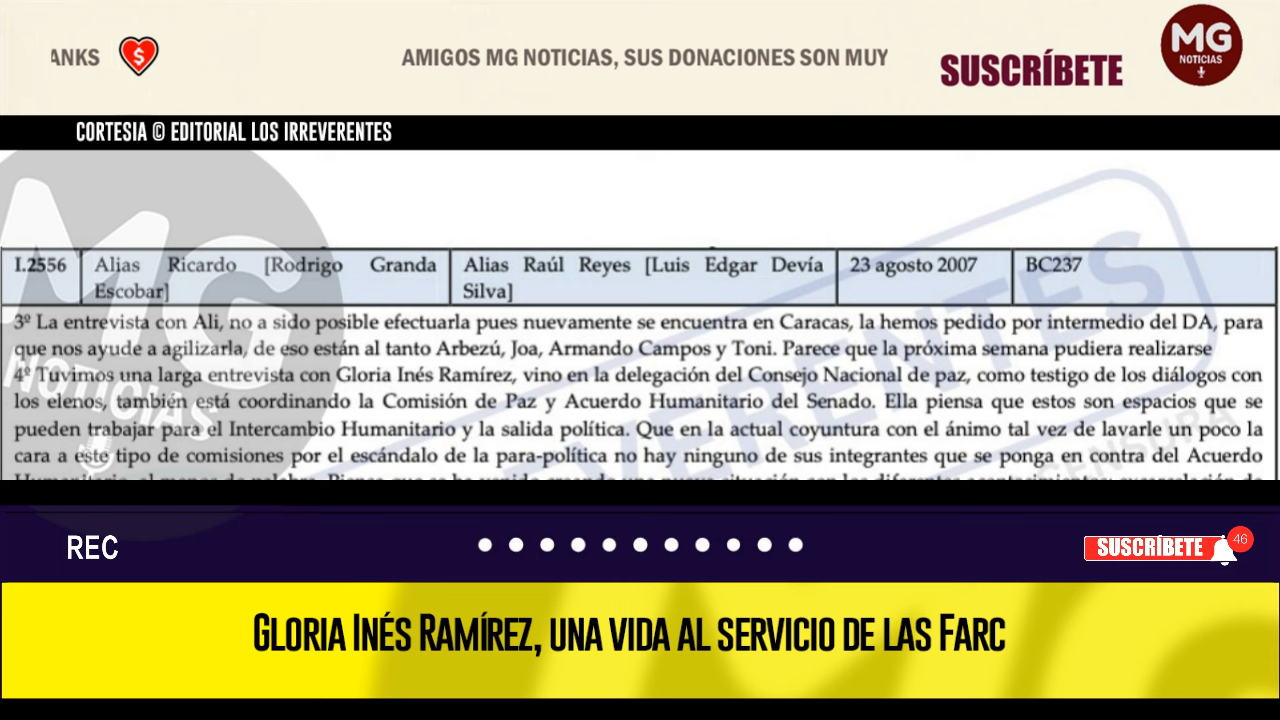 ANKS
AMIGOS MG NOTICIAS, SUS DONACIONES SON MUY
SUSCRÍBETE
MG
NOTICIAS
CORTESIA © EDITORIAL LOS IRREVERENTES
MG
NOTICIAS
I.2556 Alias Ricardo [Rodrigo Granda Alias Raúl Reyes [Luis Edgar Devía 23 agosto 2007 BC237
Escobar] Silva]
3º La entrevista con Ali, no a sido posible efectuarla pues nuevamente se encuentra en Caracas, la hemos pedido por intermedio del DA, para
que nos ayude a agilizarla, de eso están al tanto Arbezú, Joa, Armando Campos y Toni. Parece que la próxima semana pudiera realizarse
4º Tuvimos una larga entrevista con Gloria Inés Ramírez, vino en la delegación del Consejo Nacional de paz, como testigo de los diálogos con
los elenos, también está coordinando la Comisión de Paz y Acuerdo Humanitario del Senado. Ella piensa que estos son espacios que se
pueden trabajar para el Intercambio Humanitario y la salida política. Que en la actual coyuntura con el ánimo tal vez de lavarle un poco la
cara a este tipo de comisiones por el escándalo de la para-política no hay ninguno de sus integrantes que se ponga en contra del Acuerdo
VERENTES
CENSURA
REC
SUSCRÍBETE
46
GLORIA INÉS RAMÍREZ, UNA VIDA AL SERVICIO DE LAS FARC